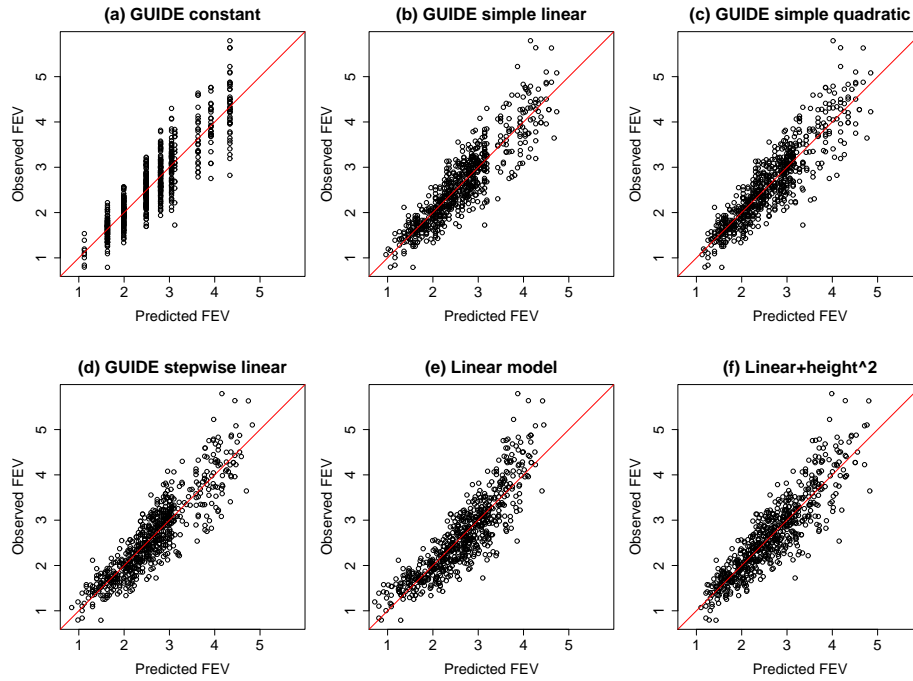 (a) GUIDE constant
(b) GUIDE simple linear
(c) GUIDE simple quadratic
Observed FEV
5
4
3
2
1
1 2 3 4 5
Predicted FEV
Observed FEV
5
4
3
2
1
1 2 3 4 5
Predicted FEV
Observed FEV
5
4
3
2
1
1 2 3 4 5
Predicted FEV
(d) GUIDE stepwise linear
(e) Linear model
(f) Linear+height^2
Observed FEV
5
4
3
2
1
1 2 3 4 5
Predicted FEV
Observed FEV
5
4
3
2
1
1 2 3 4 5
Predicted FEV
Observed FEV
5
4
3
2
1
1 2 3 4 5
Predicted FEV